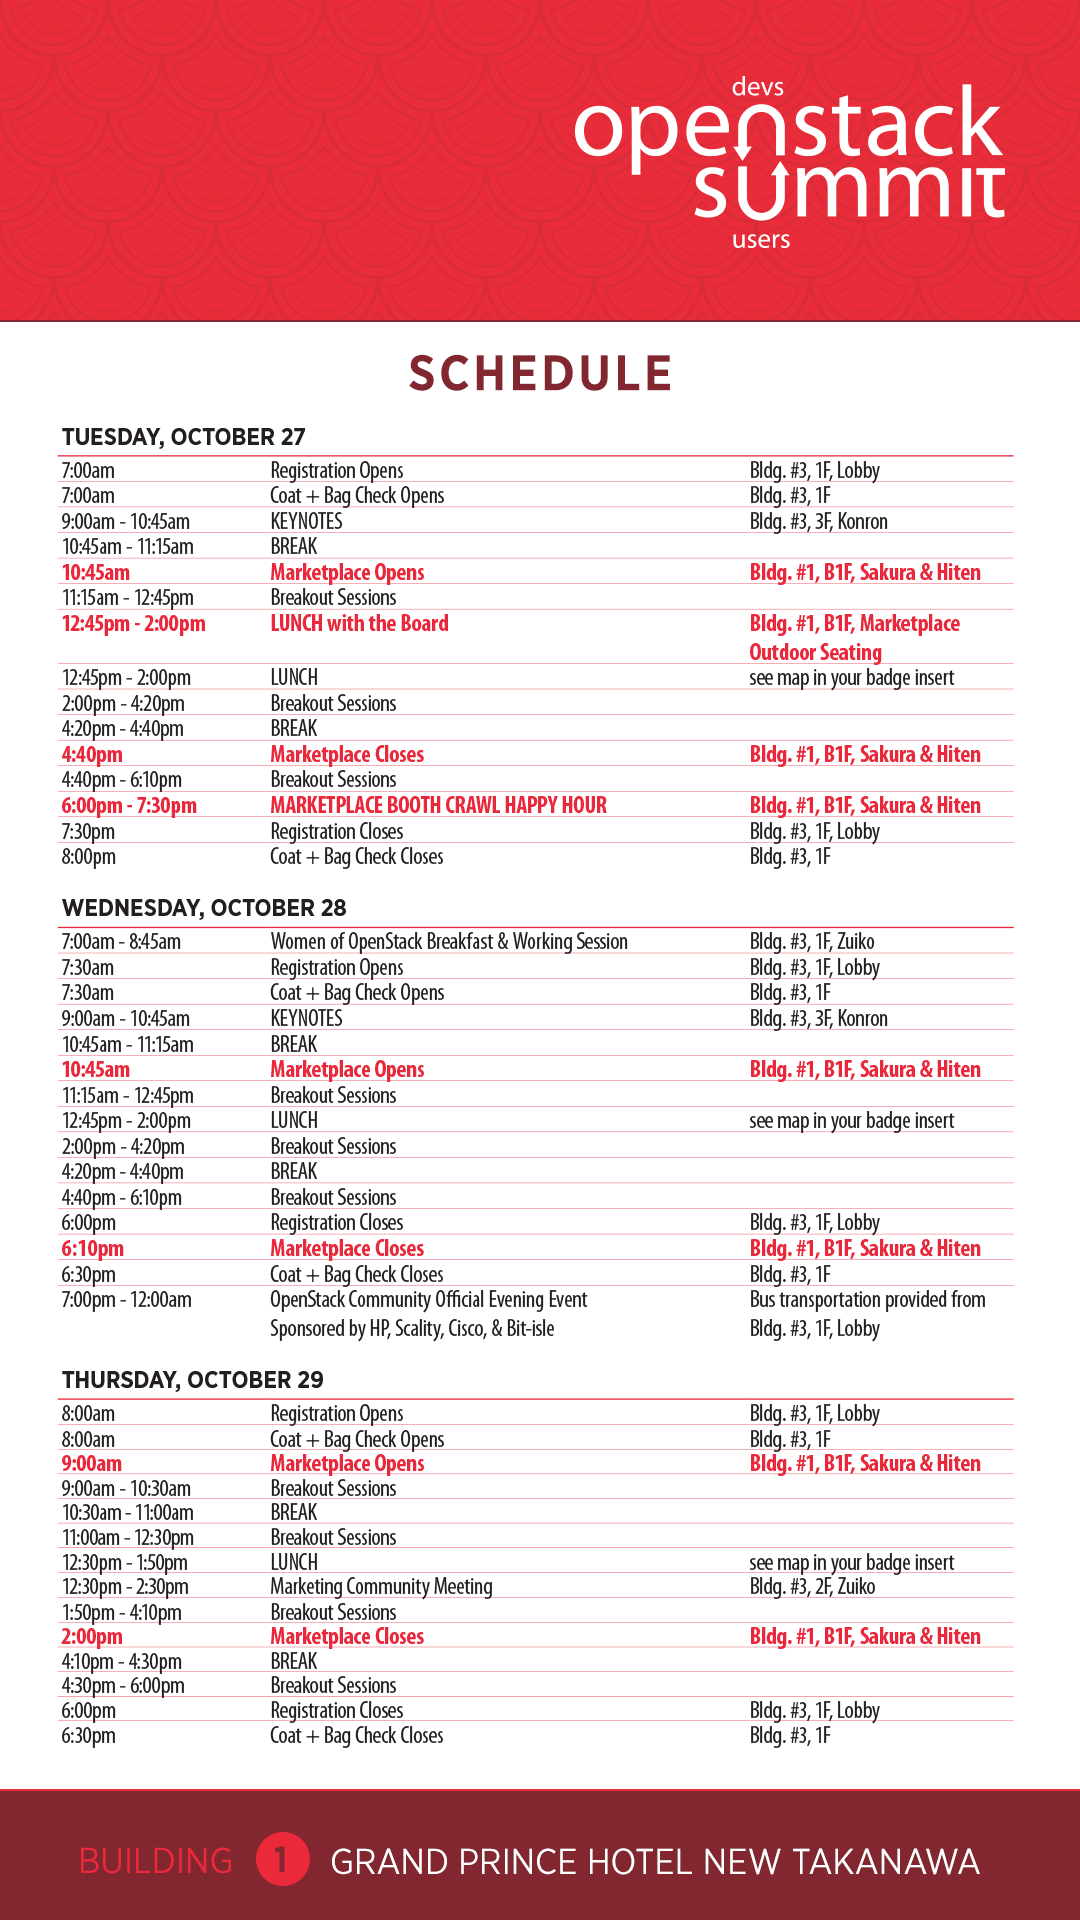 devs
openstack
summit
users
SCHEDULE
TUESDAY, OCTOBER 27
7:00am Registration Opens Bldg. #3, 1F, Lobby
7:00am Coat + Bag Check Opens Bldg. #3, 1F
9:00am - 10:45am KEYNOTES Bldg. #3, 3F, Konron
10:45am - 11:15am BREAK
10:45am Marketplace Opens Bldg. #1, B1F, Sakura & Hiten
11:15am - 12:45pm Breakout Sessions
12:45pm - 2:00pm LUNCH with the Board Bldg. #1, B1F, Marketplace
Outdoor Seating
12:45pm - 2:00pm LUNCH see map in your badge insert
2:00pm - 4:20pm Breakout Sessions
4:20pm - 4:40pm BREAK
4:40pm Marketplace Closes Bldg. #1, B1F, Sakura & Hiten
4:40pm - 6:10pm Breakout Sessions
6:00pm - 7:30pm MARKETPLACE BOOTH CRAWL HAPPY HOUR Bldg. #1, B1F, Sakura & Hiten
7:30pm Registration Closes Bldg. #3, 1F, Lobby
8:00pm Coat + Bag Check Closes Bldg. #3, 1F
WEDNESDAY, OCTOBER 28
7:00am - 8:45am Women of OpenStack Breakfast & Working Session Bldg. #3, 1F, Zuiko
7:30am Registration Opens Bldg. #3, 1F, Lobby
7:30am Coat + Bag Check Opens Bldg. #3, 1F
9:00am - 10:45am KEYNOTES Bldg. #3, 3F, Konron
10:45am - 11:15am BREAK
10:45am Marketplace Opens Bldg. #1, B1F, Sakura & Hiten
11:15am - 12:45pm Breakout Sessions
12:45pm - 2:00pm LUNCH see map in your badge insert
2:00pm - 4:20pm Breakout Sessions
4:20pm - 4:40pm BREAK
4:40pm - 6:10pm Breakout Sessions
6:00pm Registration Closes Bldg. #3, 1F, Lobby
6:10pm Marketplace Closes Bldg. #1, B1F, Sakura & Hiten
6:30pm Coat + Bag Check Closes Bldg. #3, 1F
7:00pm - 12:00am OpenStack Community Official Evening Event Bus transportation provided from
Sponsored by HP, Scality, Cisco, & Bit-isle Bldg. #3, 1F, Lobby
THURSDAY, OCTOBER 29
8:00am Registration Opens Bldg. #3, 1F, Lobby
8:00am Coat + Bag Check Opens Bldg. #3, 1F
9:00am Marketplace Opens Bldg. #1, B1F, Sakura & Hiten
9:00am - 10:30am Breakout Sessions
10:30am - 11:00am BREAK
11:00am - 12:30pm Breakout Sessions
12:30pm - 1:50pm LUNCH see map in your badge insert
12:30pm - 2:30pm Marketing Community Meeting Bldg. #3, 2F, Zuiko
1:50pm - 4:10pm Breakout Sessions
2:00pm Marketplace Closes Bldg. #1, B1F, Sakura & Hiten
4:10pm - 4:30pm BREAK
4:30pm - 6:00pm Breakout Sessions
6:00pm Registration Closes Bldg. #3, 1F, Lobby
6:30pm Coat + Bag Check Closes Bldg. #3, 1F
BUILDING 1 GRAND PRINCE HOTEL NEW TAKANAWA